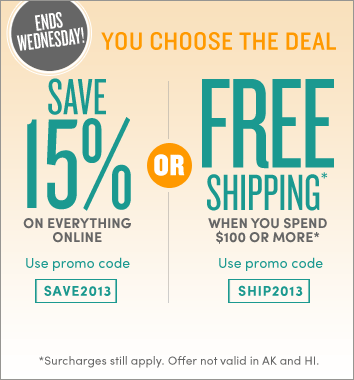 ENDS
WEDNESDAY!
YOU CHOOSE THE DEAL
SAVE
15%
ON EVERYTHING
ONLINE
Use promo code
SAVE2013
OR
FREE
SHIPPING*
WHEN YOU SPEND
$100 OR MORE*
Use promo code
SHIP2013
*Surcharges still apply. Offer not valid in AK and HI.